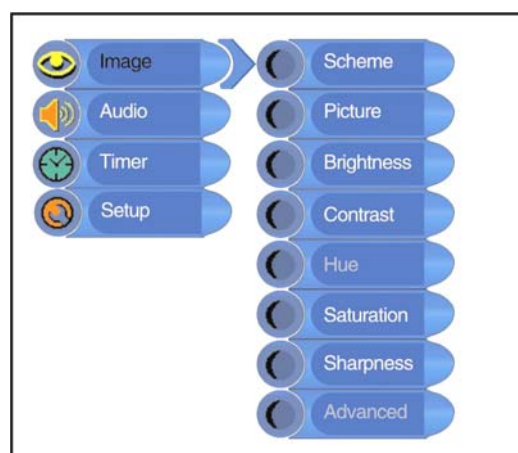 Image
Audio
Timer
Setup
Scheme
Picture
Brightness
Contrast
Hue
Saturation
Sharpness
Advanced